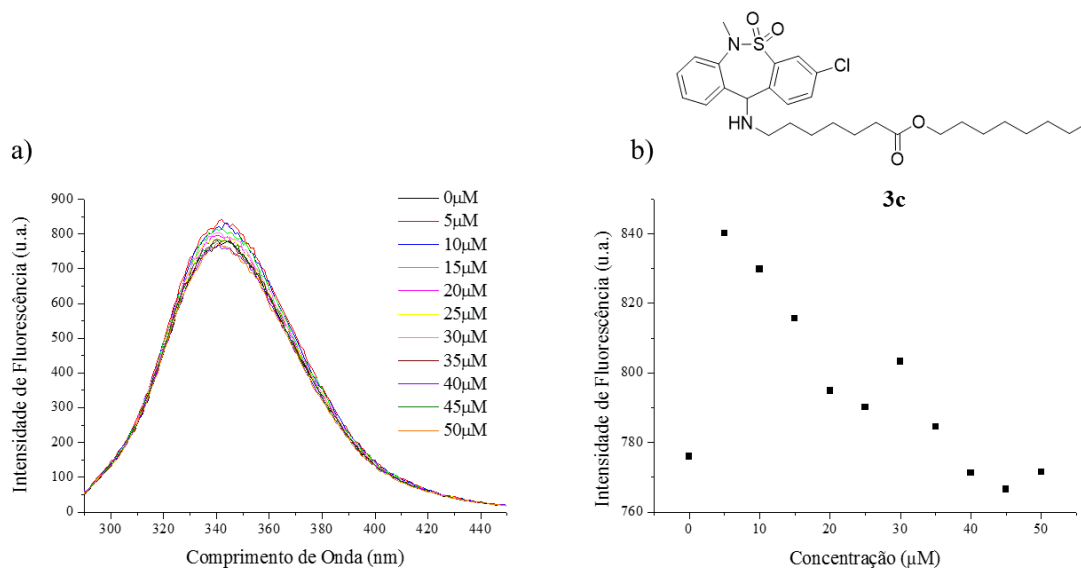 N
S
O
O
Cl
HN
O
O
a)
b)
3c
900
800
700
600
500
400
300
200
100
0
300
320
340
360
380
400
420
440
Intensidade de Fluorescência (u.a.)
Comprimento de Onda (nm)
0µM
5µM
10µM
15µM
20µM
25µM
30µM
35µM
40µM
45µM
50µM
840
820
800
780
760
0
10
20
30
40
50
Intensidade de Fluorescência (u.a.)
Concentração (µM)